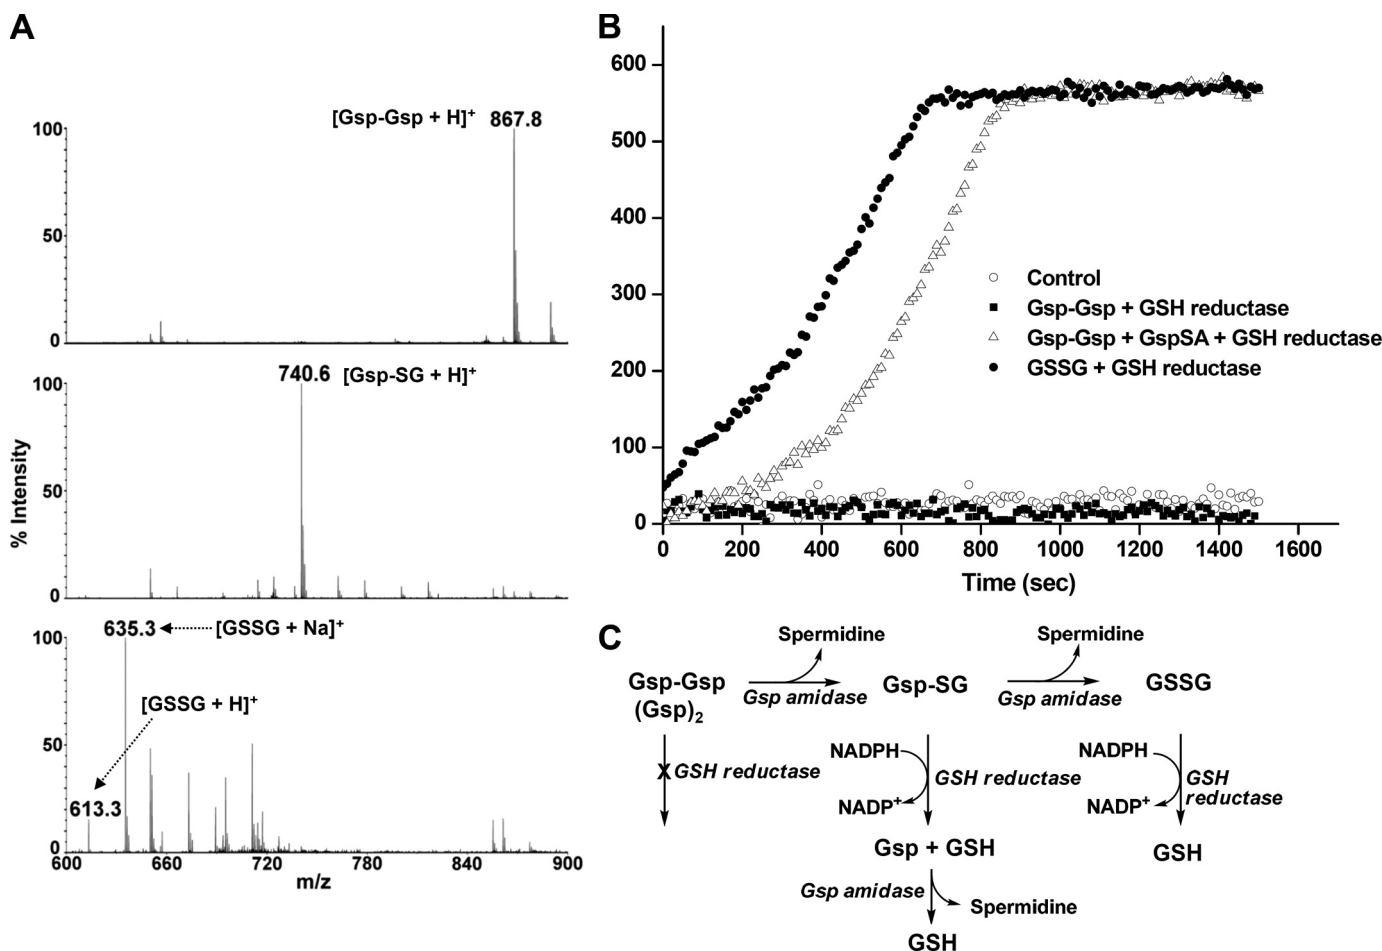 A
[Gsp-Gsp + H]+ 867.8
100
50
0
740.6 [Gsp-SG + H]+
100
50
0
% Intensity
635.3 [GSSG + Na]+
100
[GSSG + H]+
50
613.3
0
600 660 720 780 840 900
m/z
B
600
500
400
300
200
100
0
Control
Gsp-Gsp + GSH reductase
Gsp-Gsp + GspSA + GSH reductase
GSSG + GSH reductase
0 200 400 600 800 1000 1200 1400 1600
Time (sec)
C
Spermidine Spermidine
Gsp-Gsp Gsp amidase Gsp-SG Gsp amidase GSSG
(Gsp)2
X GSH reductase
NADPH
GSH reductase
NADP+
NADPH
GSH
reductase
NADP+
Gsp + GSH GSH
Gsp amidase
Spermidine
GSH